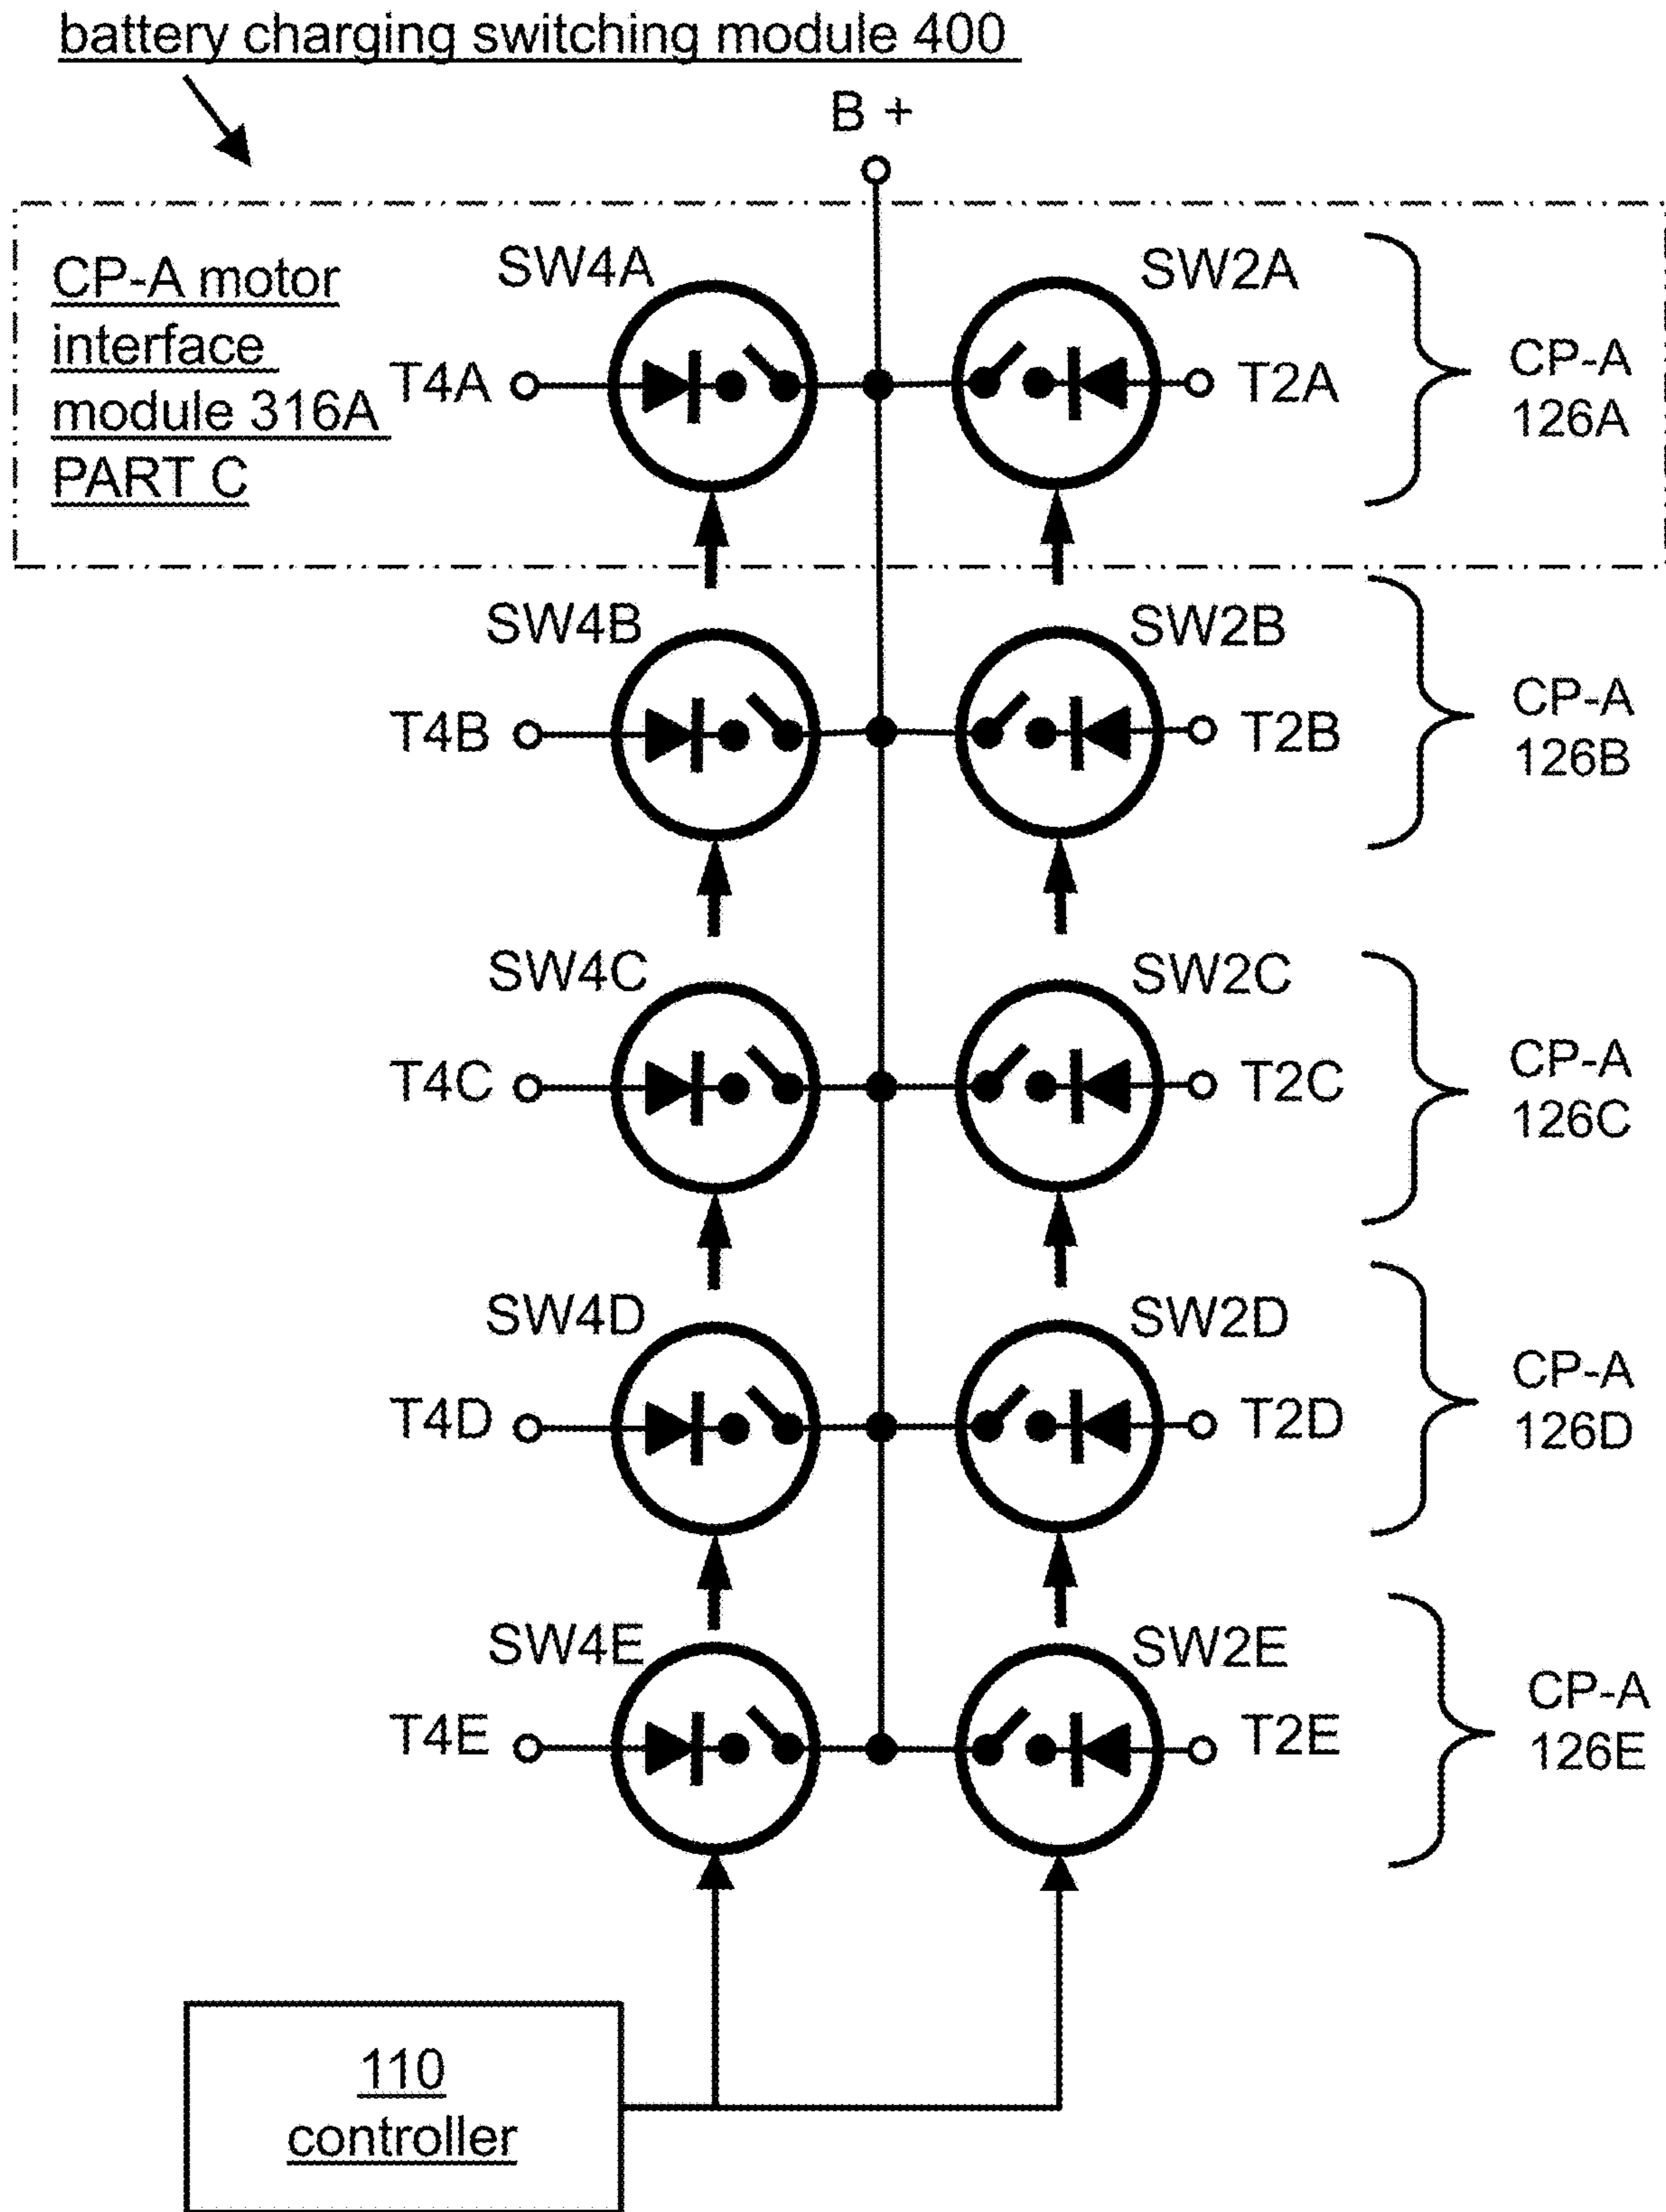 battery charging switching module 400
B +
CP-A motor
interface
module 316A
PART C
SW4A
SW2A
T4A
T2A
CP-A
126A
SW4B
SW2B
T4B
T2B
CP-A
126B
SW4C
SW2C
T4C
T2C
CP-A
126C
SW4D
SW2D
T4D
T2D
CP-A
126D
SW4E
SW2E
T4E
T2E
CP-A
126E
110
controller